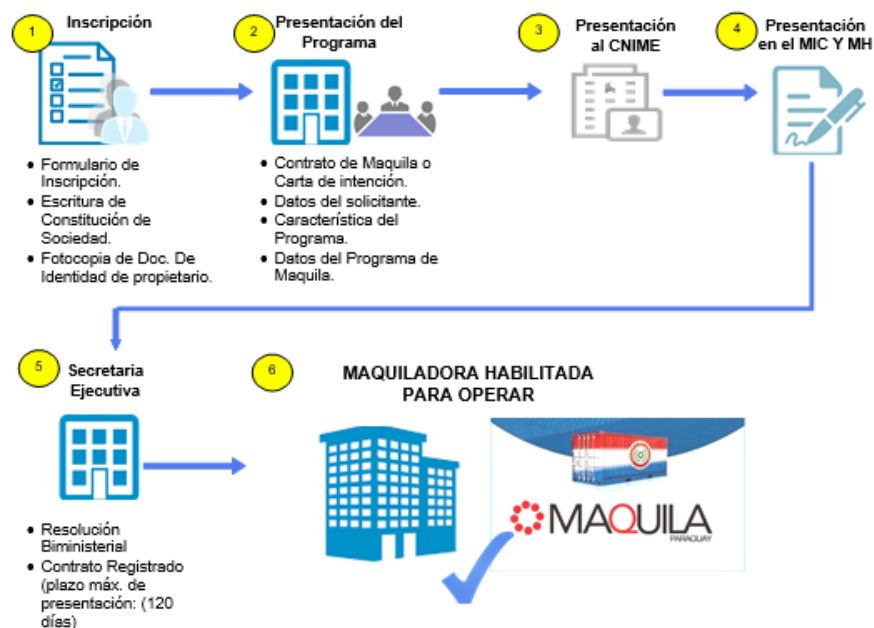 1
Inscripción
2
Presentación del
Programa
3
Presentación
al CNIME
4
Presentación
en el MIC Y MH
• Formulario de
Inscripción.
• Escritura de
Constitución de
Sociedad.
• Fotocopia de Doc. De
Identidad de propietario.
• Contrato de Maquila o
Carta de intención.
• Datos del solicitante.
• Característica del
Programa.
• Datos del Programa de
Maquila.
5
Secretaria
Ejecutiva
• Resolución
Biministerial
• Contrato Registrado
(plazo máx. de
presentación: (120
días)
6
MAQUILADORA HABILITADA
PARA OPERAR
MAQUILA
PARAGUAY